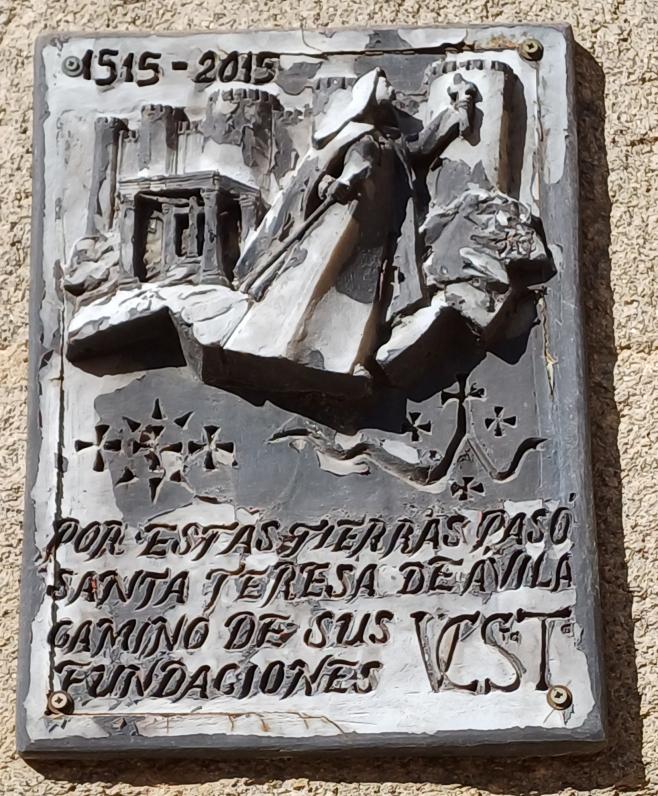 1515-2015
POR ESTAS TIERRAS PASÓ
SANTA TERESA DE ÁVILA
CAMINO DE SUS
FUNDACIONES VCST